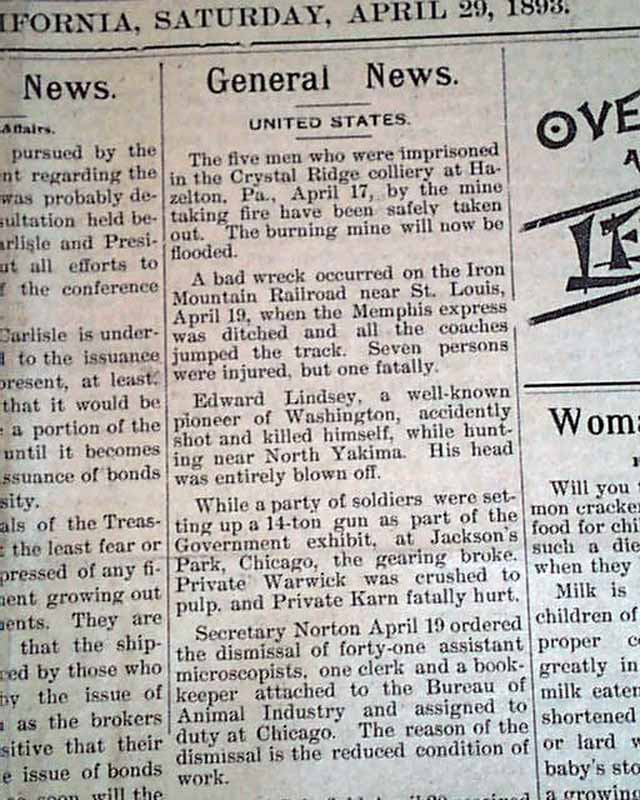 IFORNIA, SATURDAY, APRIL 29, 1893.
News.
Affairs.
pursued by the
nt regarding the
was probably de-
sultation held be-
arlisle and Presi-
ut all efforts to
f the conference
Carlisle is under-
d to the issuance
present, at least.
that it would be
a portion of the
until it becomes
ssuance of bonds
sity.
als of the Treas-
t the least fear or
pressed of any fi-
ment growing out
ents. They are
that the ship-
red by those who
by the issue of
as the brokers
sitive that their
e issue of bonds
soon will the
General News.
UNITED STATES.
The five men who were imprisoned
in the Crystal Ridge colliery at Ha-
zelton, Pa., April 17, by the mine
taking fire have been safely taken
out. The burning mine will now be
flooded.
A bad wreck occurred on the Iron
Mountain Railroad near St. Louis,
April 19, when the Memphis express
was ditched and all the coaches
jumped the track. Seven persons
were injured, but one fatally.
Edward Lindsey, a well-known
pioneer of Washington, accidently
shot and killed himself, while hunt-
ing near North Yakima. His head
was entirely blown off.
While a party of soldiers were set-
ting up a 14-ton gun as part of the
Government exhibit, at Jackson's
Park, Chicago, the gearing broke.
Private Warwick was crushed to
pulp, and Private Karn fatally hurt.
Secretary Norton April 19 ordered
the dismissal of forty-one assistant
microscopists, one clerk and a book-
keeper attached to the Bureau of
Animal Industry and assigned to
duty at Chicago. The reason of the
dismissal is the reduced condition of
work.
OVE
A
LE
Woma
Will you
mon cracker
food for chi
such a die
when they
Milk is
children of
proper co
greatly in
milk eaten
shortened
or lard w
baby's sto
a growing